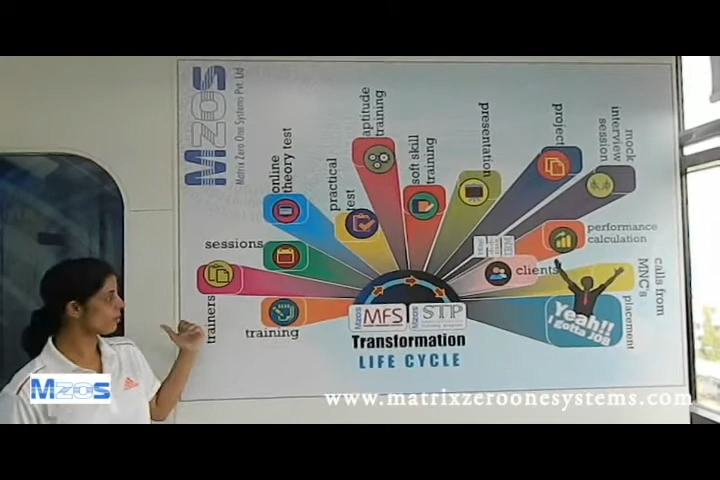 MZOS
Matrix Zero One Systems Pvt. Ltd
online
theory test
practical
test
aptitude
training
soft skill
training
presentation
project
mock
interview
session
performance
calculation
sessions
clients
calls from
MNC's
placement
trainers
training
Mzos MFS
Mzos STP
Yeah!!
I gotta JOB
Transformation
LIFE CYCLE
MZOS
www.matrixzeroonesystems.com